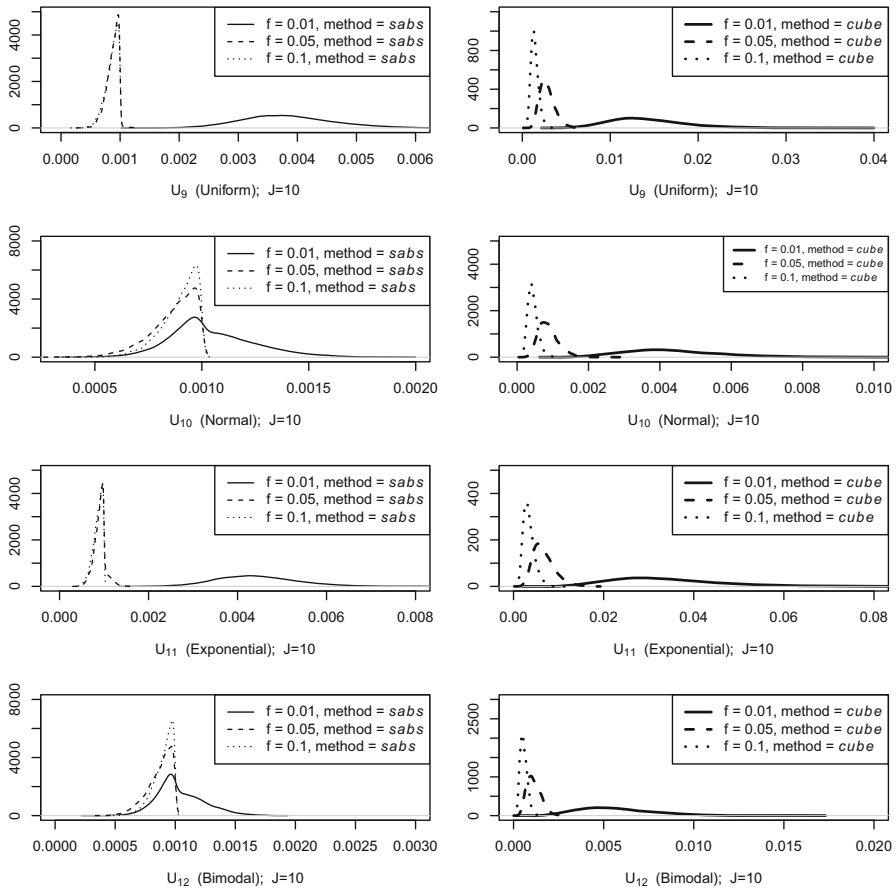 0 2000 4000
f = 0.01, method = sabs
f = 0.05, method = sabs
f = 0.1, method = sabs
0.000 0.001 0.002 0.003 0.004 0.005 0.006
U9 (Uniform); J=10
0 400 800
f = 0.01, method = cube
f = 0.05, method = cube
f = 0.1, method = cube
0.00 0.01 0.02 0.03 0.04
U9 (Uniform); J=10
0 4000 8000
f = 0.01, method = sabs
f = 0.05, method = sabs
f = 0.1, method = sabs
0.0005 0.0010 0.0015 0.0020
U10 (Normal); J=10
0 2000 4000
f = 0.01, method = cube
f = 0.05, method = cube
f = 0.1, method = cube
0.000 0.002 0.004 0.006 0.008 0.010
U10 (Normal); J=10
0 2000 4000
f = 0.01, method = sabs
f = 0.05, method = sabs
f = 0.1, method = sabs
0.000 0.002 0.004 0.006 0.008
U11 (Exponential); J=10
0 200 400
f = 0.01, method = cube
f = 0.05, method = cube
f = 0.1, method = cube
0.00 0.02 0.04 0.06 0.08
U11 (Exponential); J=10
0 4000 8000
f = 0.01, method = sabs
f = 0.05, method = sabs
f = 0.1, method = sabs
0.0000 0.0005 0.0010 0.0015 0.0020 0.0025 0.0030
U12 (Bimodal); J=10
0 1000 2500
f = 0.01, method = cube
f = 0.05, method = cube
f = 0.1, method = cube
0.000 0.005 0.010 0.015 0.020
U12 (Bimodal); J=10